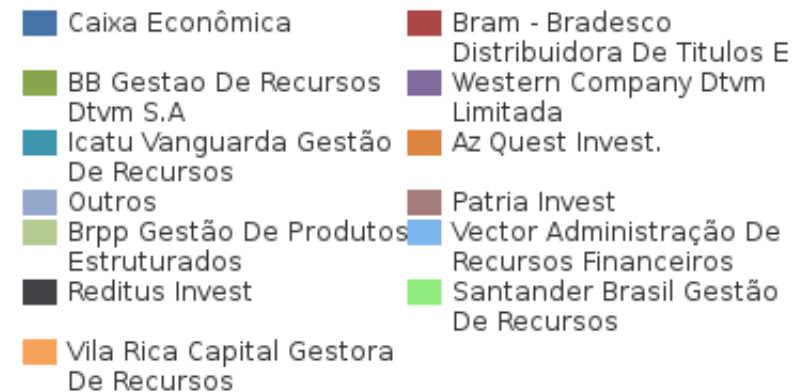 Caixa Econômica
Bram - Bradesco
Distribuidora De Titulos E
BB Gestao De Recursos
Dtvm S.A
Western Company Dtvm
Limitada
Icatu Vanguarda Gestão
De Recursos
Az Quest Invest.
Outros
Patria Invest
Brpp Gestão De Produtos
Estruturados
Vector Administração De
Recursos Financeiros
Reditus Invest
Santander Brasil Gestão
De Recursos
Vila Rica Capital Gestora
De Recursos